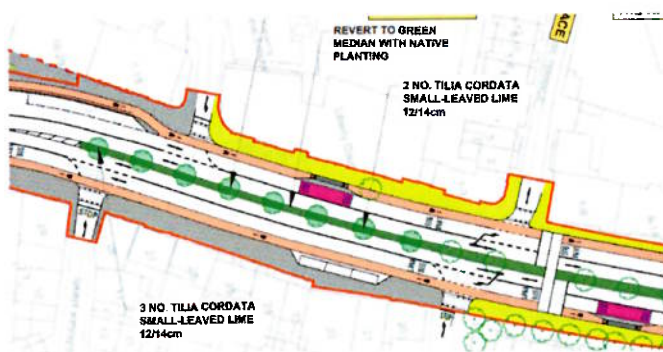 REVERT TO GREEN
MEDIAN WITH NATIVE
PLANTING
2 NO. TILIA CORDATA
SMALL-LEAVED LIME
12/14cm
3 NO. TILIA CORDATA
SMALL-LEAVED LIME
12/14cm
STOP